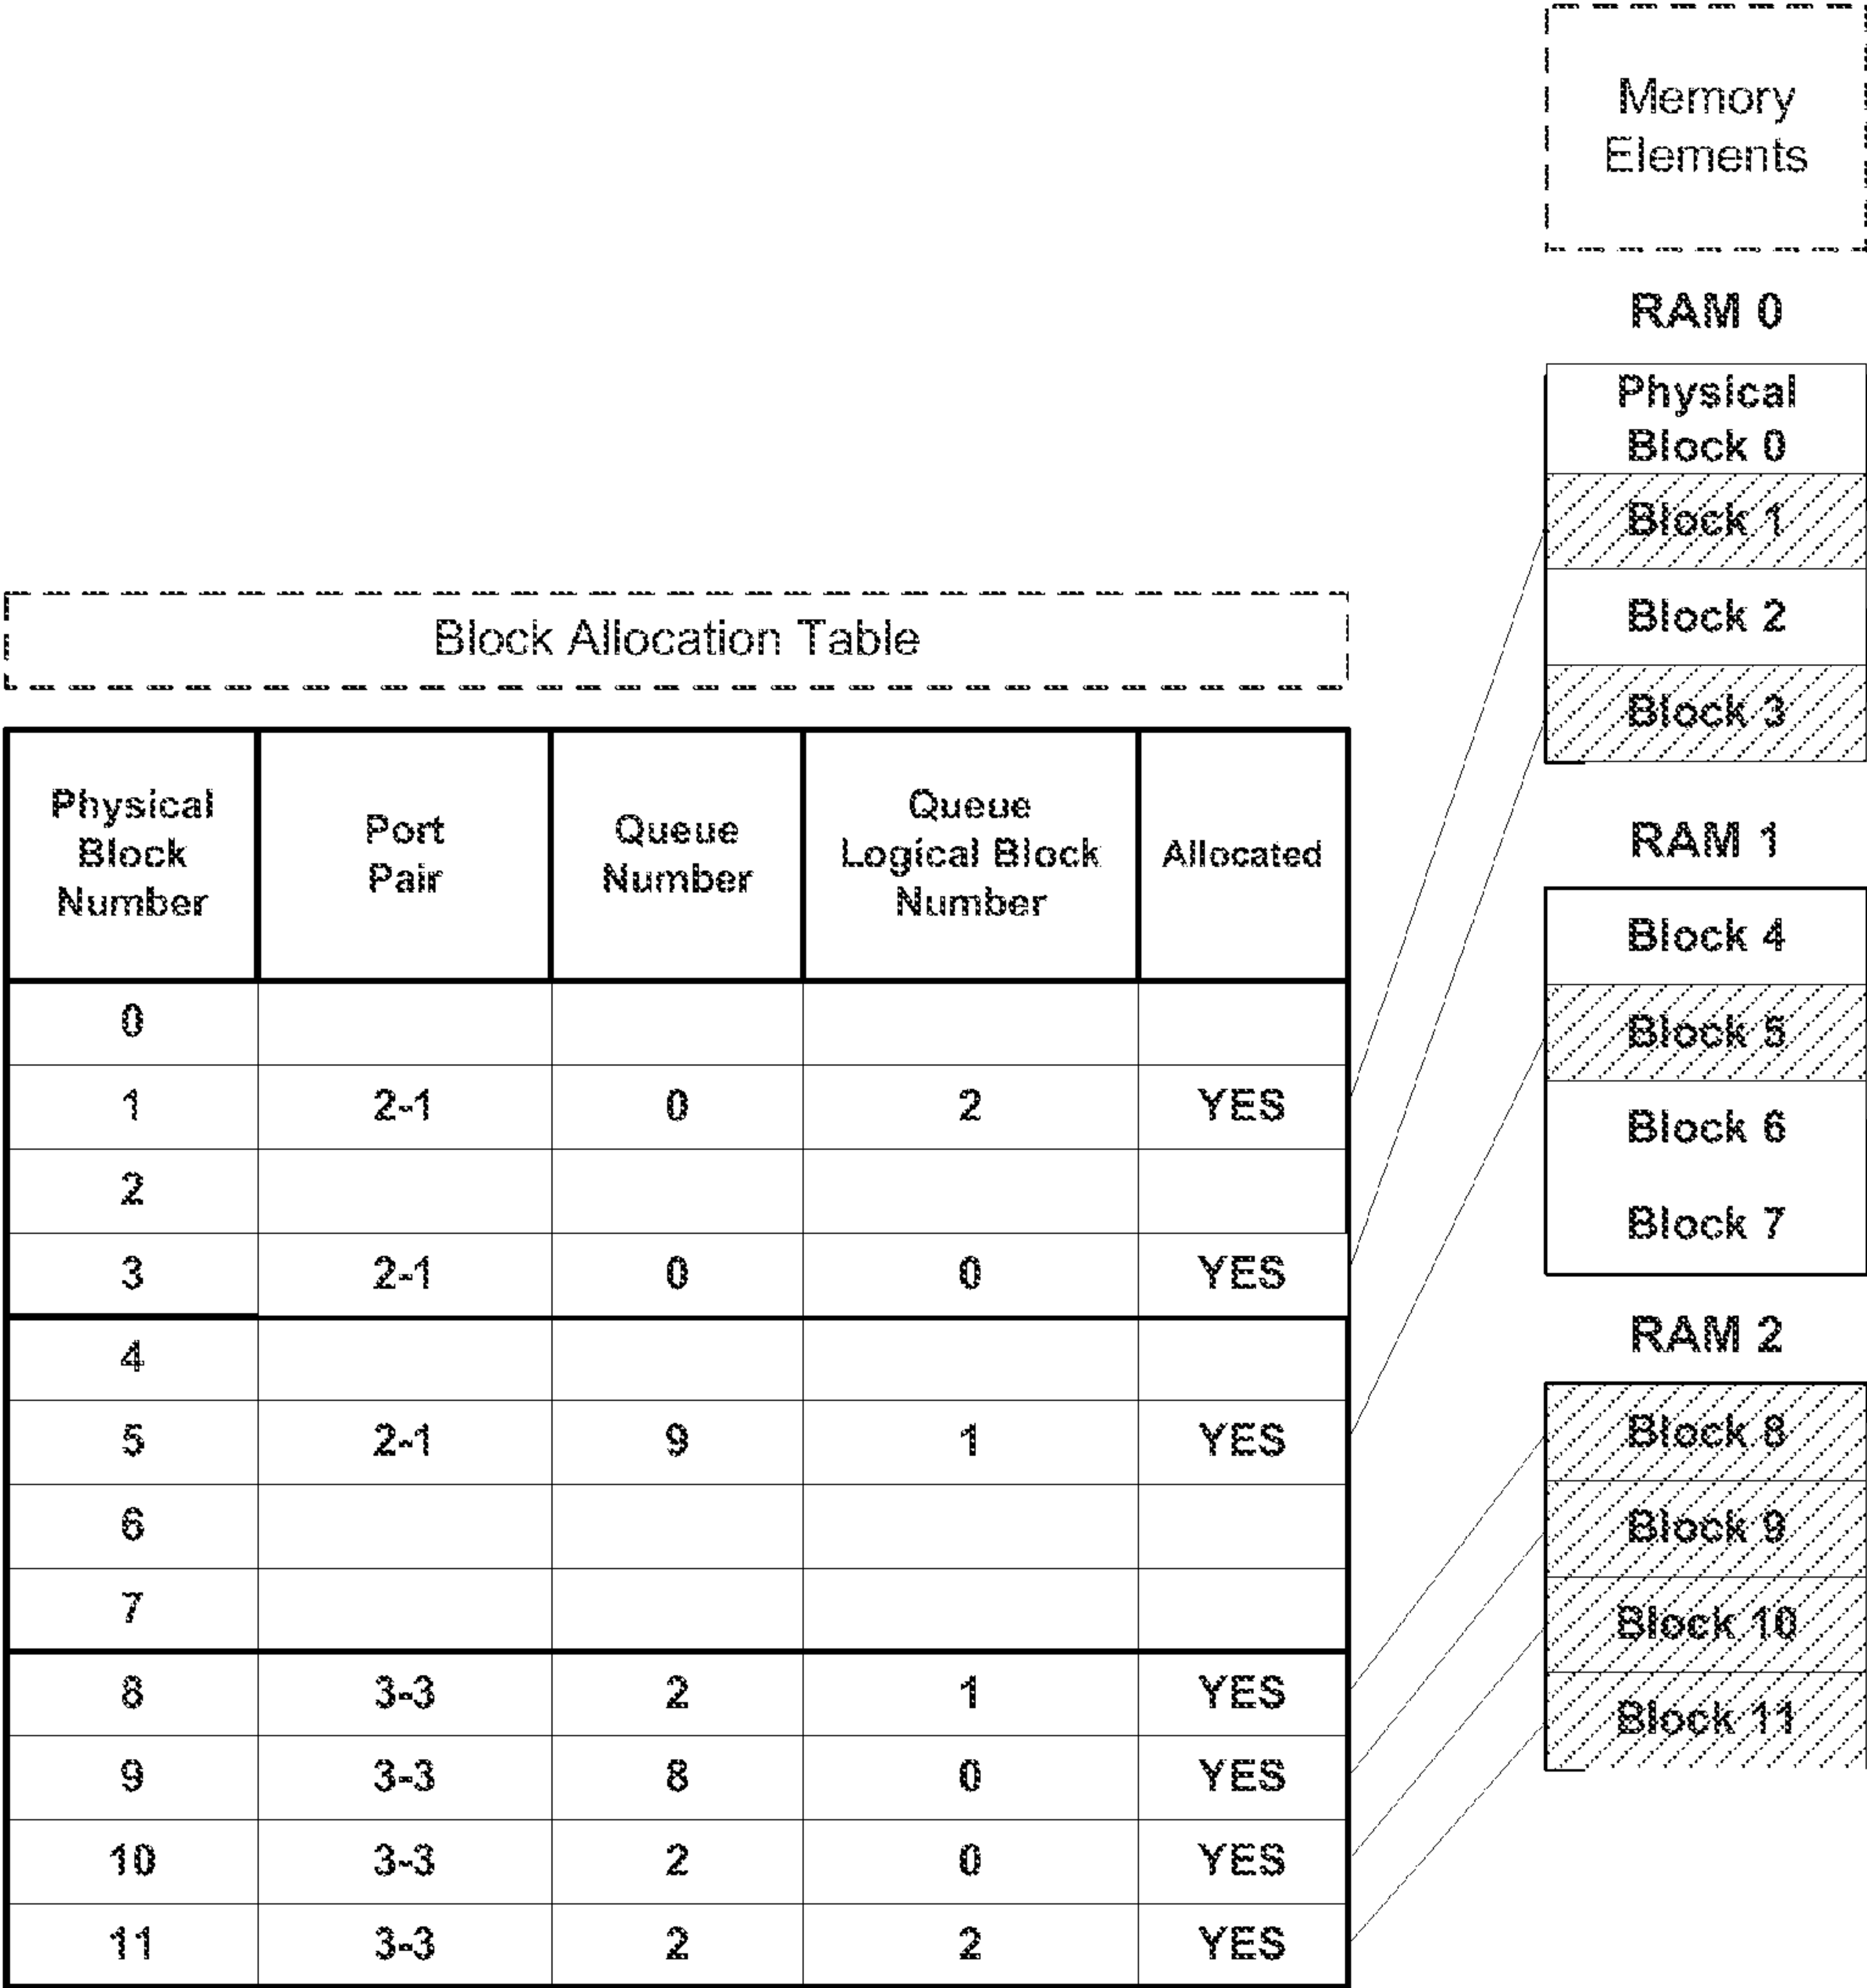 Memory
Elements
RAM 0
Physical
Block 0
Block 1
Block 2
Block 3
RAM 1
Block 4
Block 5
Block 6
Block 7
RAM 2
Block 8
Block 9
Block 10
Block 11
Block Allocation Table
Physical
Block
Number
Port
Pair
Queue
Number
Queue
Logical Block
Number
Allocated
0
1 2-1 0 2 YES
2
3 2-1 0 0 YES
4
5 2-1 9 1 YES
6
7
8 3-3 2 1 YES
9 3-3 8 0 YES
10 3-3 2 0 YES
11 3-3 2 2 YES